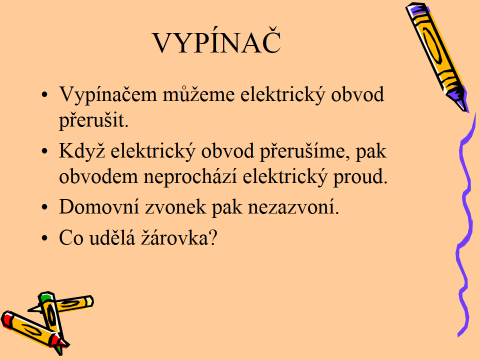 VYPÍNAČ
• Vypínačem můžeme elektrický obvod
přerušit.
• Když elektrický obvod přerušíme, pak
obvodem neprochází elektrický proud.
• Domovní zvonek pak nezazvoní.
• Co udělá žárovka?